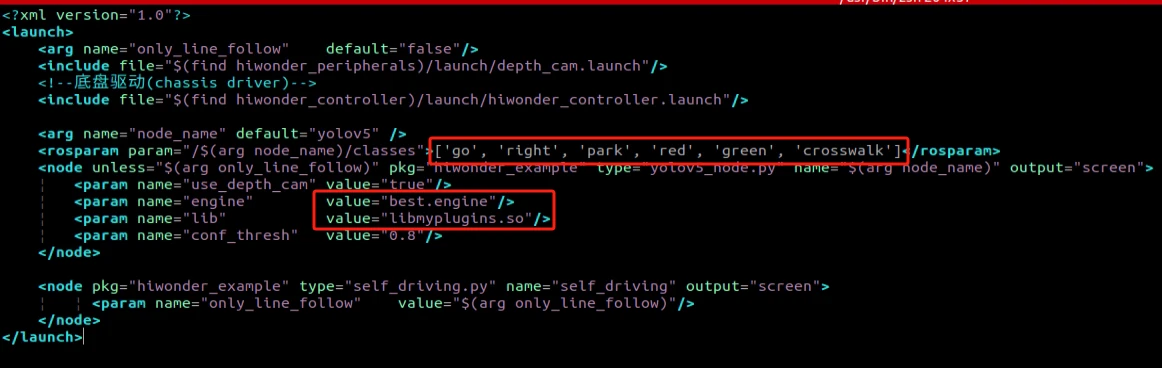 <?xml version="1.0"?>
<launch>
    <arg name="only_line_follow"    default="false"/>
    <include file="$(find hiwonder_peripherals)/launch/depth_cam.launch"/>
    <!--底盘驱动(chassis driver)-->
    <include file="$(find hiwonder_controller)/launch/hiwonder_controller.launch"/>
    <arg name="node_name" default="yolov5" />
    <rosparam param="/$(arg node_name)/classes">['go', 'right', 'park', 'red', 'green', 'crosswalk']</rosparam>
    <node unless="$(arg only_line_follow)" pkg="hiwonder_example" type="yolov5_node.py" name="$(arg node_name)" output="screen">
        <param name="use_depth_cam" value="true"/>
        <param name="engine"        value="best.engine"/>
        <param name="lib"           value="libmyplugins.so"/>
        <param name="conf_thresh"   value="0.8"/>
    </node>
    <node pkg="hiwonder_example" type="self_driving.py" name="self_driving" output="screen">
          <param name="only_line_follow"    value="$(arg only_line_follow)"/>
    </node>
</launch>